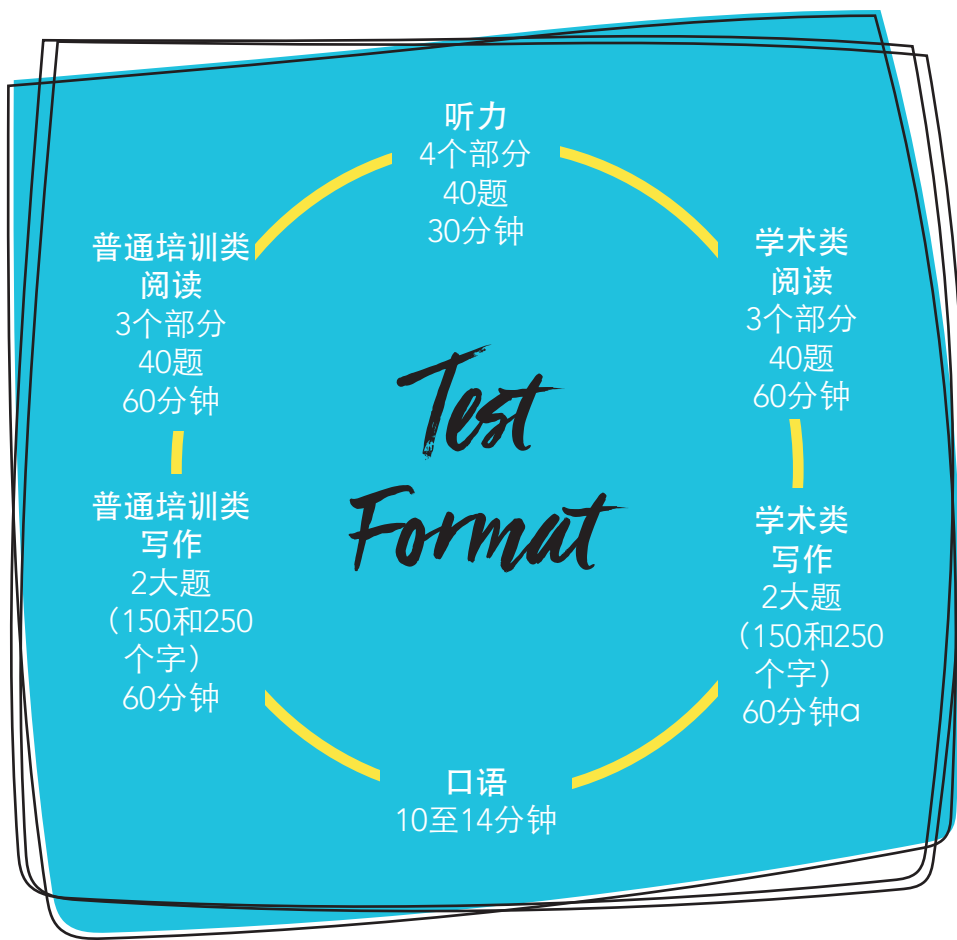 听力
4个部分
40题
30分钟
学术类
阅读
3个部分
40题
60分钟
学术类
写作
2大题
（150和250
个字）
60分钟a
口语
10至14分钟
普通培训类
写作
2大题
（150和250
个字）
60分钟
普通培训类
阅读
3个部分
40题
60分钟
Test
Format